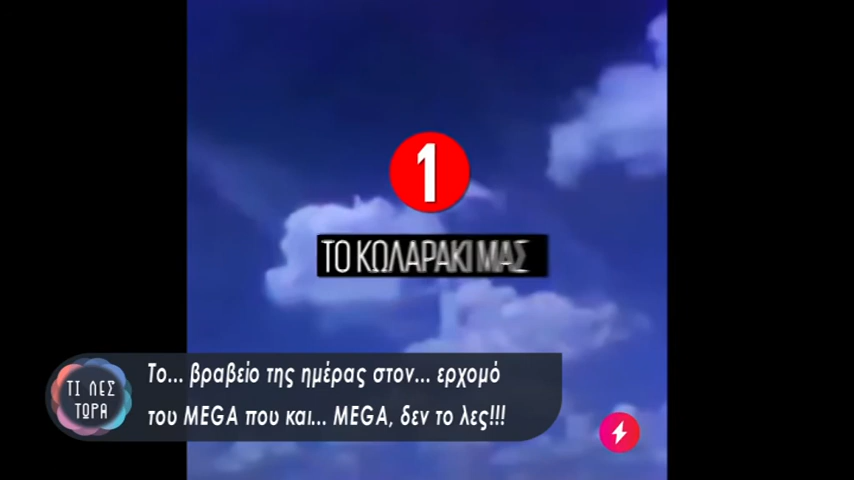 1
ΤΟ ΚΩΛΑΡΑΚΙ ΜΑΣ
Το... βραβείο της ημέρας στον... ερχομό
του MEGA που και... MEGA, δεν το λες!!!
ΤΙ ΛΕΣ
ΤΩΡΑ